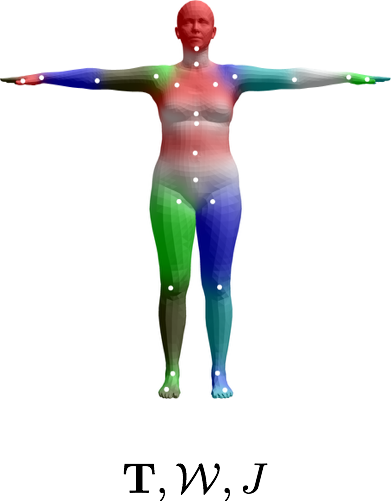 T, 𝒲, J